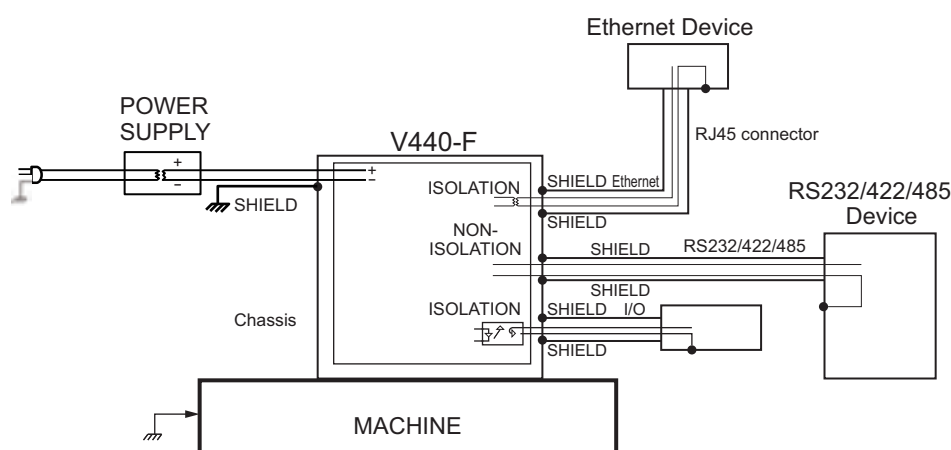 Ethernet Device
POWER
SUPPLY
+
−
V440-F
RJ45 connector
+
−
SHIELD
ISOLATION
SHIELD Ethernet
SHIELD
RS232/422/485
Device
NON-
ISOLATION
SHIELD
RS232/422/485
SHIELD
Chassis
ISOLATION
SHIELD I/O
SHIELD
MACHINE